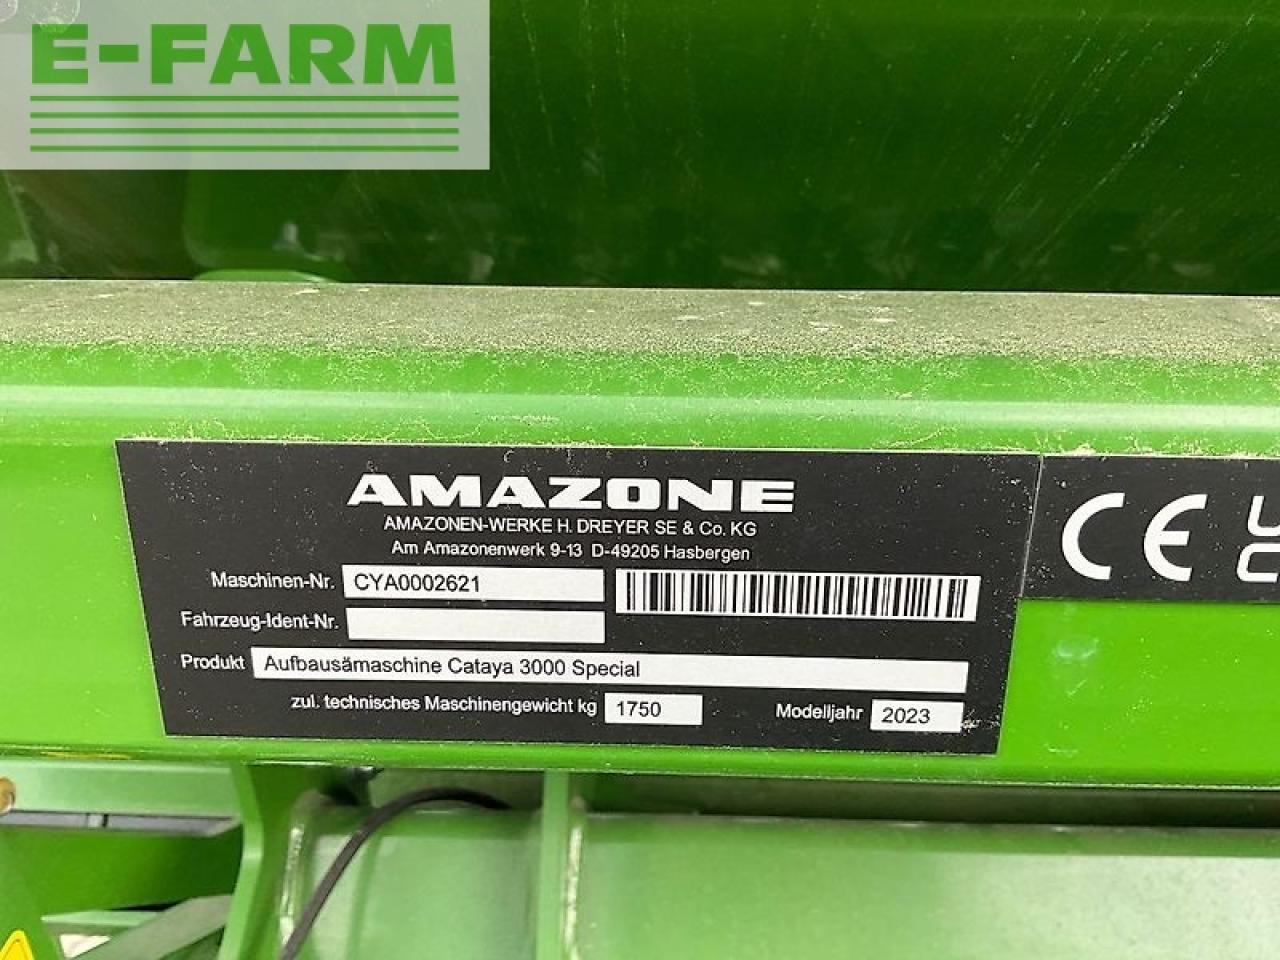 E-FARM
AMAZONE
AMAZONEN-WERKE H. DREYER SE & Co. KG
Am Amazonenwerk 9-13 D-49205 Hasbergen
Maschinen-Nr. CYA0002621
Fahrzeug-Ident-Nr.
Produkt Aufbausämaschine Cataya 3000 Special
zul. technisches Maschinengewicht kg 1750 Modelljahr 2023
CE